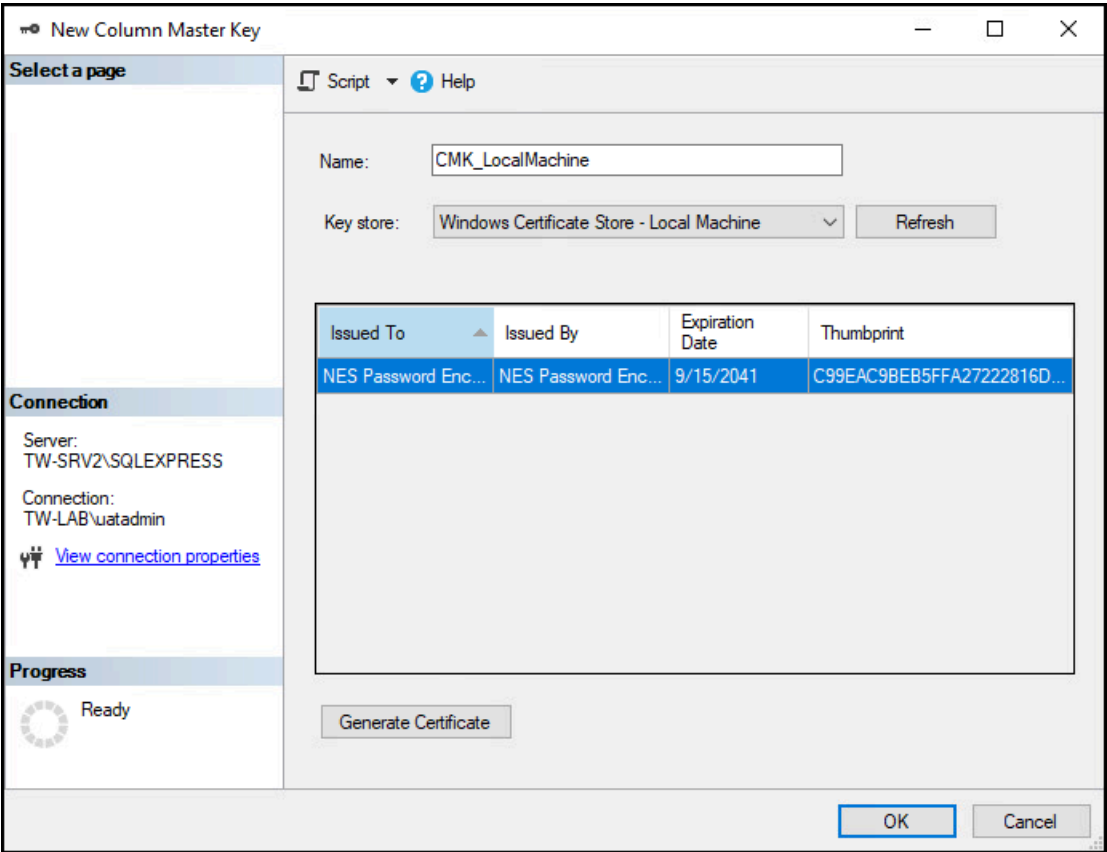 New Column Master Key
Select a page
Script
Help
Name:
CMK_LocalMachine
Key store:
Windows Certificate Store - Local Machine
Refresh
Issued To
Issued By
Expiration
Date
Thumbprint
NES Password Enc...
NES Password Enc...
9/15/2041
C99EAC9BEB5FFA27222816D...
Connection
Server:
TW-SRV2\SQLEXPRESS
Connection:
TW-LAB\uatadmin
View connection properties
Progress
Ready
Generate Certificate
OK
Cancel